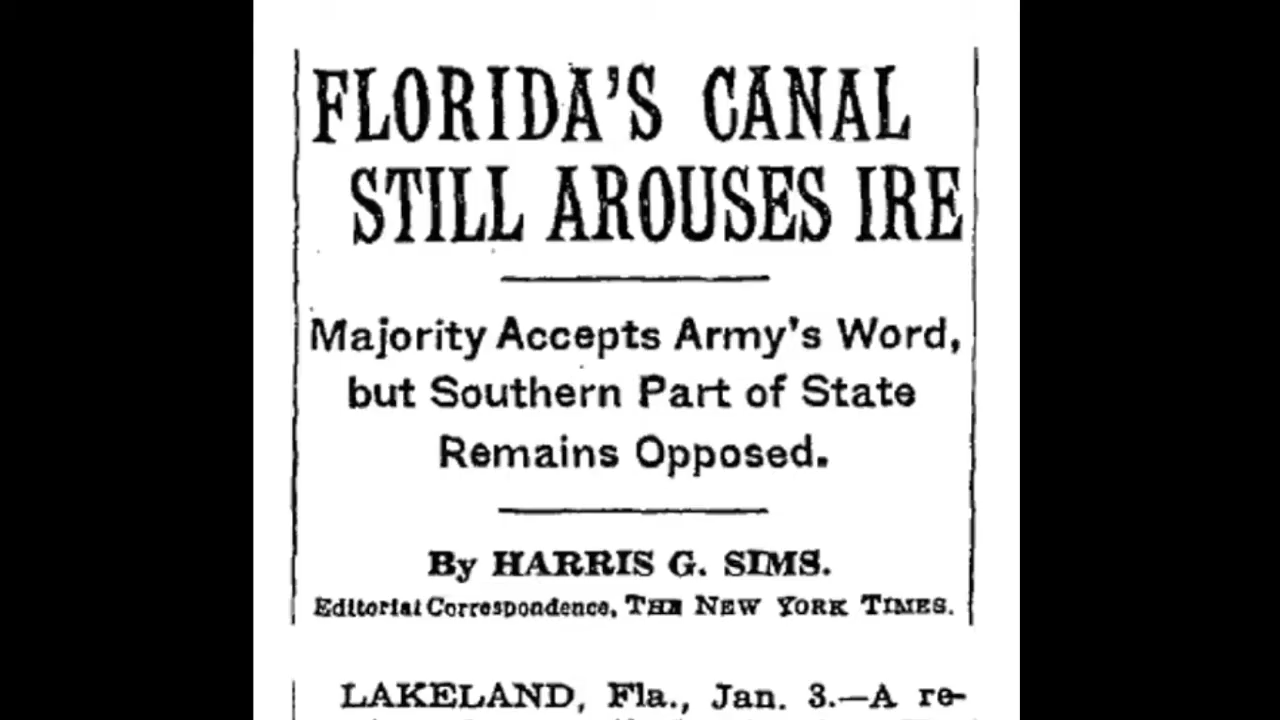 FLORIDA'S CANAL
STILL AROUSES IRE
Majority Accepts Army's Word,
but Southern Part of State
Remains Opposed.
By HARRIS G. SIMS.
Editorial Correspondence, THE NEW YORK TIMES.
LAKELAND, Fla., Jan. 3.—A re-